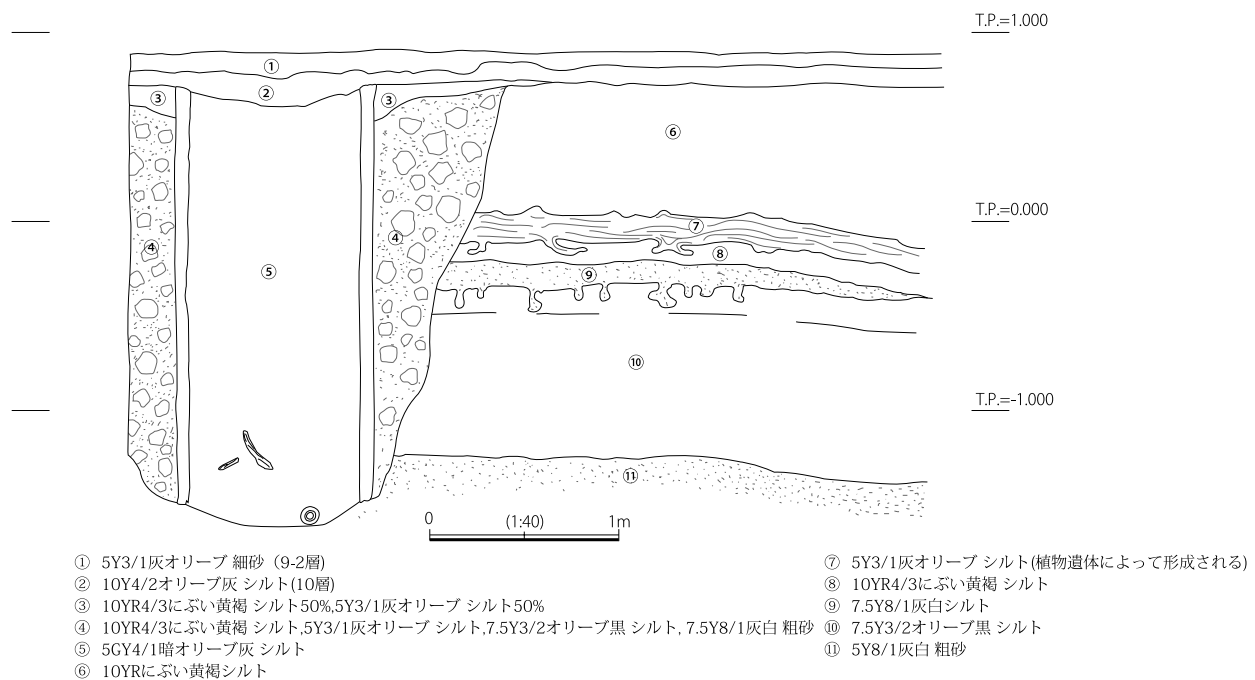 T.P.=1.000
①
②
③
③
⑥
T.P.=0.000
⑦
④
④
⑧
⑤
⑨
⑩
T.P.=-1.000
⑪
0
(1:40)
1m
① 5Y3/1灰オリーブ 細砂（9-2層)
② 10Y4/2オリーブ灰 シルト(10層)
③ 10YR4/3にぶい黄褐 シルト50%,5Y3/1灰オリーブ シルト50%
④ 10YR4/3にぶい黄褐 シルト,5Y3/1灰オリーブ シルト,7.5Y3/2オリーブ黒 シルト, 7.5Y8/1灰白 粗砂
⑤ 5GY4/1暗オリーブ灰 シルト
⑥ 10YRにぶい黄褐シルト
⑦ 5Y3/1灰オリーブ シルト(植物遺体によって形成される)
⑧ 10YR4/3にぶい黄褐 シルト
⑨ 7.5Y8/1灰白シルト
⑩ 7.5Y3/2オリーブ黒 シルト
⑪ 5Y8/1灰白 粗砂